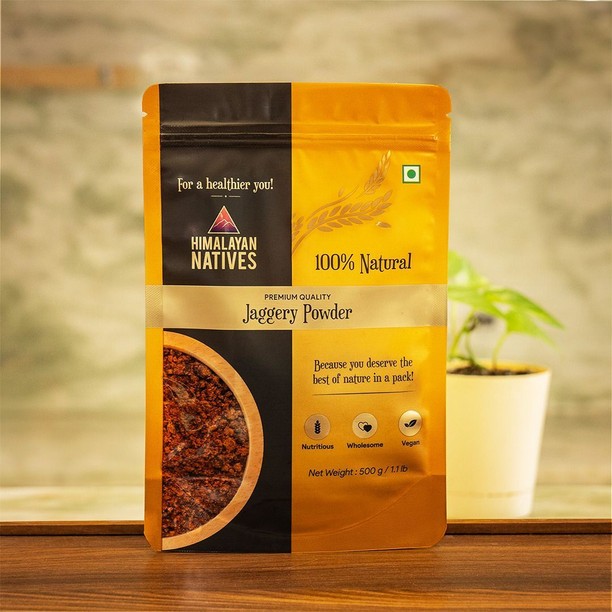 For a healthier you!
HIMALAYAN
NATIVES
100% Natural
PREMIUM QUALITY
Jaggery Powder
Because you deserve the
best of nature in a pack!
Nutritious
Wholesome
Vegan
Net Weight : 500 g / 1.1 lb